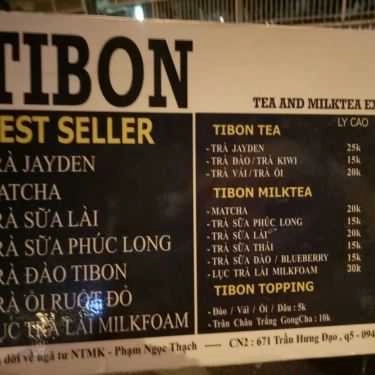 TIBON
TEA AND MILKTEA
EST SELLER
RÀ JAYDEN
ATCHA
RÀ SỮA LÀI
RÀ SỮA PHÚC LONG
RÀ ĐÀO TIBON
RÀ ỔI RUỘT ĐỎ
ỤC TRÀ LÀI MILKFOAM
LY CAO
TIBON TEA
- TRÀ JAYDEN 25k
- TRÀ ĐÀO / TRÀ KIWI 15k
- TRÀ VẢI / TRÀ ỔI 20k
TIBON MILKTEA
- MATCHA 20k
- TRÀ SỮA PHÚC LONG 15k
- TRÀ SỮA LÀI 20k
- TRÀ SỮA THÁI 15k
- TRÀ SỮA DÂU / BLUEBERRY 15k
- LỤC TRÀ LÀI MILKFOAM 30k
TIBON TOPPING
- Đào / Vải / Ổi / Dâu : 5k
- Trân Châu Trắng GongCha : 10k
dời về ngã tư NTMK - Phạm Ngọc Thạch — CN2 : 671 Trần Hưng Đạo , q5 - 094